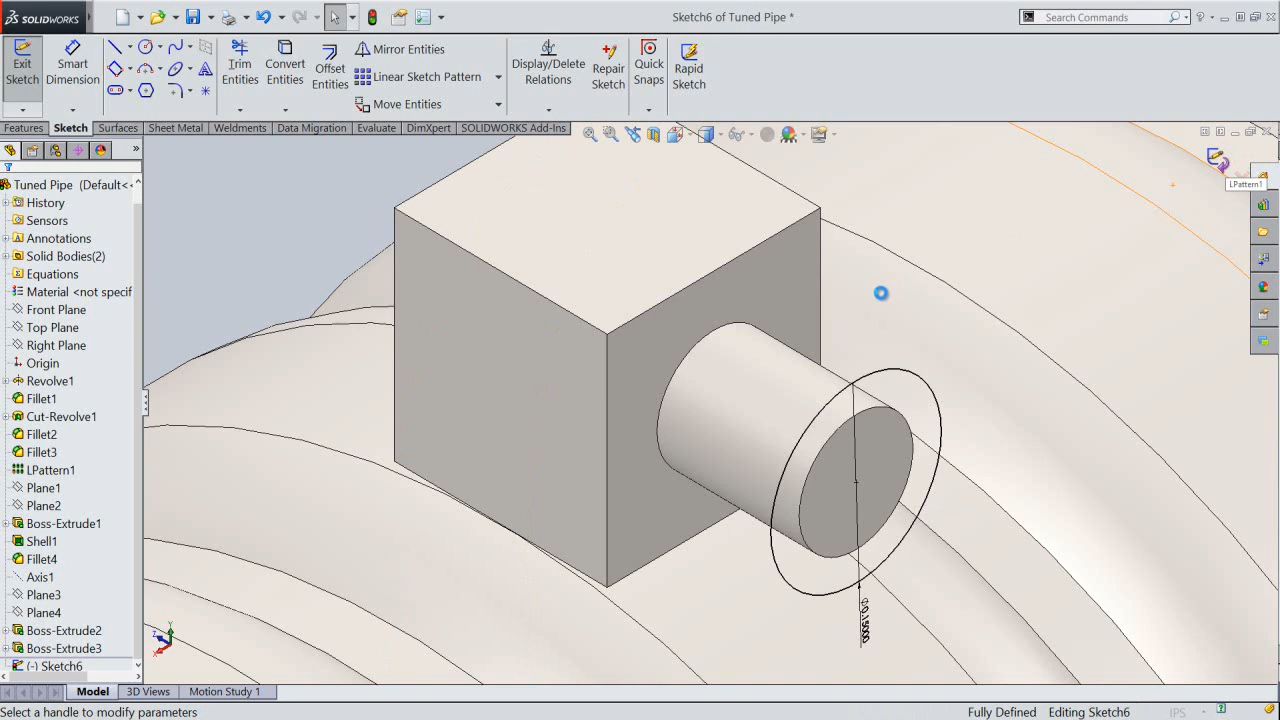 SOLIDWORKS
Sketch6 of Tuned Pipe *
Search Commands
Exit Sketch
Smart Dimension
Trim Entities
Convert Entities
Offset Entities
Mirror Entities
Linear Sketch Pattern
Move Entities
Display/Delete Relations
Repair Sketch
Quick Snaps
Rapid Sketch
Features
Sketch
Surfaces
Sheet Metal
Weldments
Data Migration
Evaluate
DimXpert
SOLIDWORKS Add-Ins
LPattern1
Tuned Pipe (Default<
History
Sensors
Annotations
Solid Bodies(2)
Equations
Material <not specif
Front Plane
Top Plane
Right Plane
Origin
Revolve1
Fillet1
Cut-Revolve1
Fillet2
Fillet3
LPattern1
Plane1
Plane2
Boss-Extrude1
Shell1
Fillet4
Axis1
Plane3
Plane4
Boss-Extrude2
Boss-Extrude3
(-) Sketch6
Y
Z
X
Model
3D Views
Motion Study 1
Select a handle to modify parameters
Fully Defined
Editing Sketch6
IPS